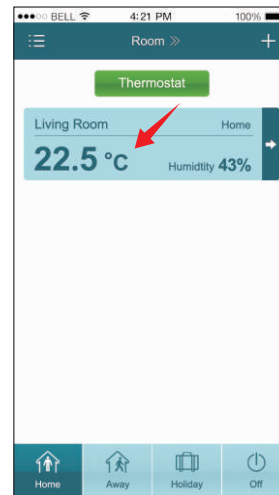 BELL 4:21 PM 100%
Room »
+
Thermostat
Living Room Home
22.5 °C Humidtity 43%
Home Away Holiday Off